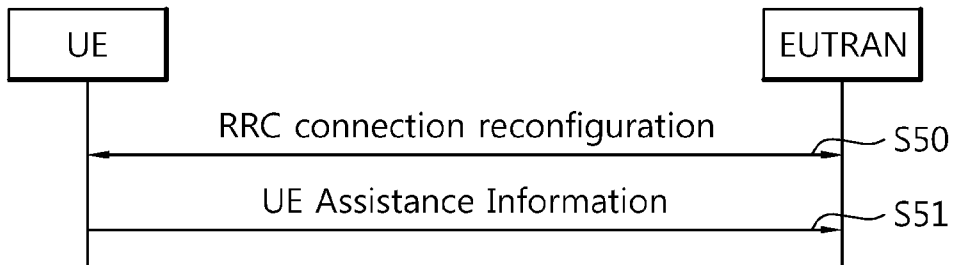 UE
EUTRAN
RRC connection reconfiguration
S50
UE Assistance Information
S51